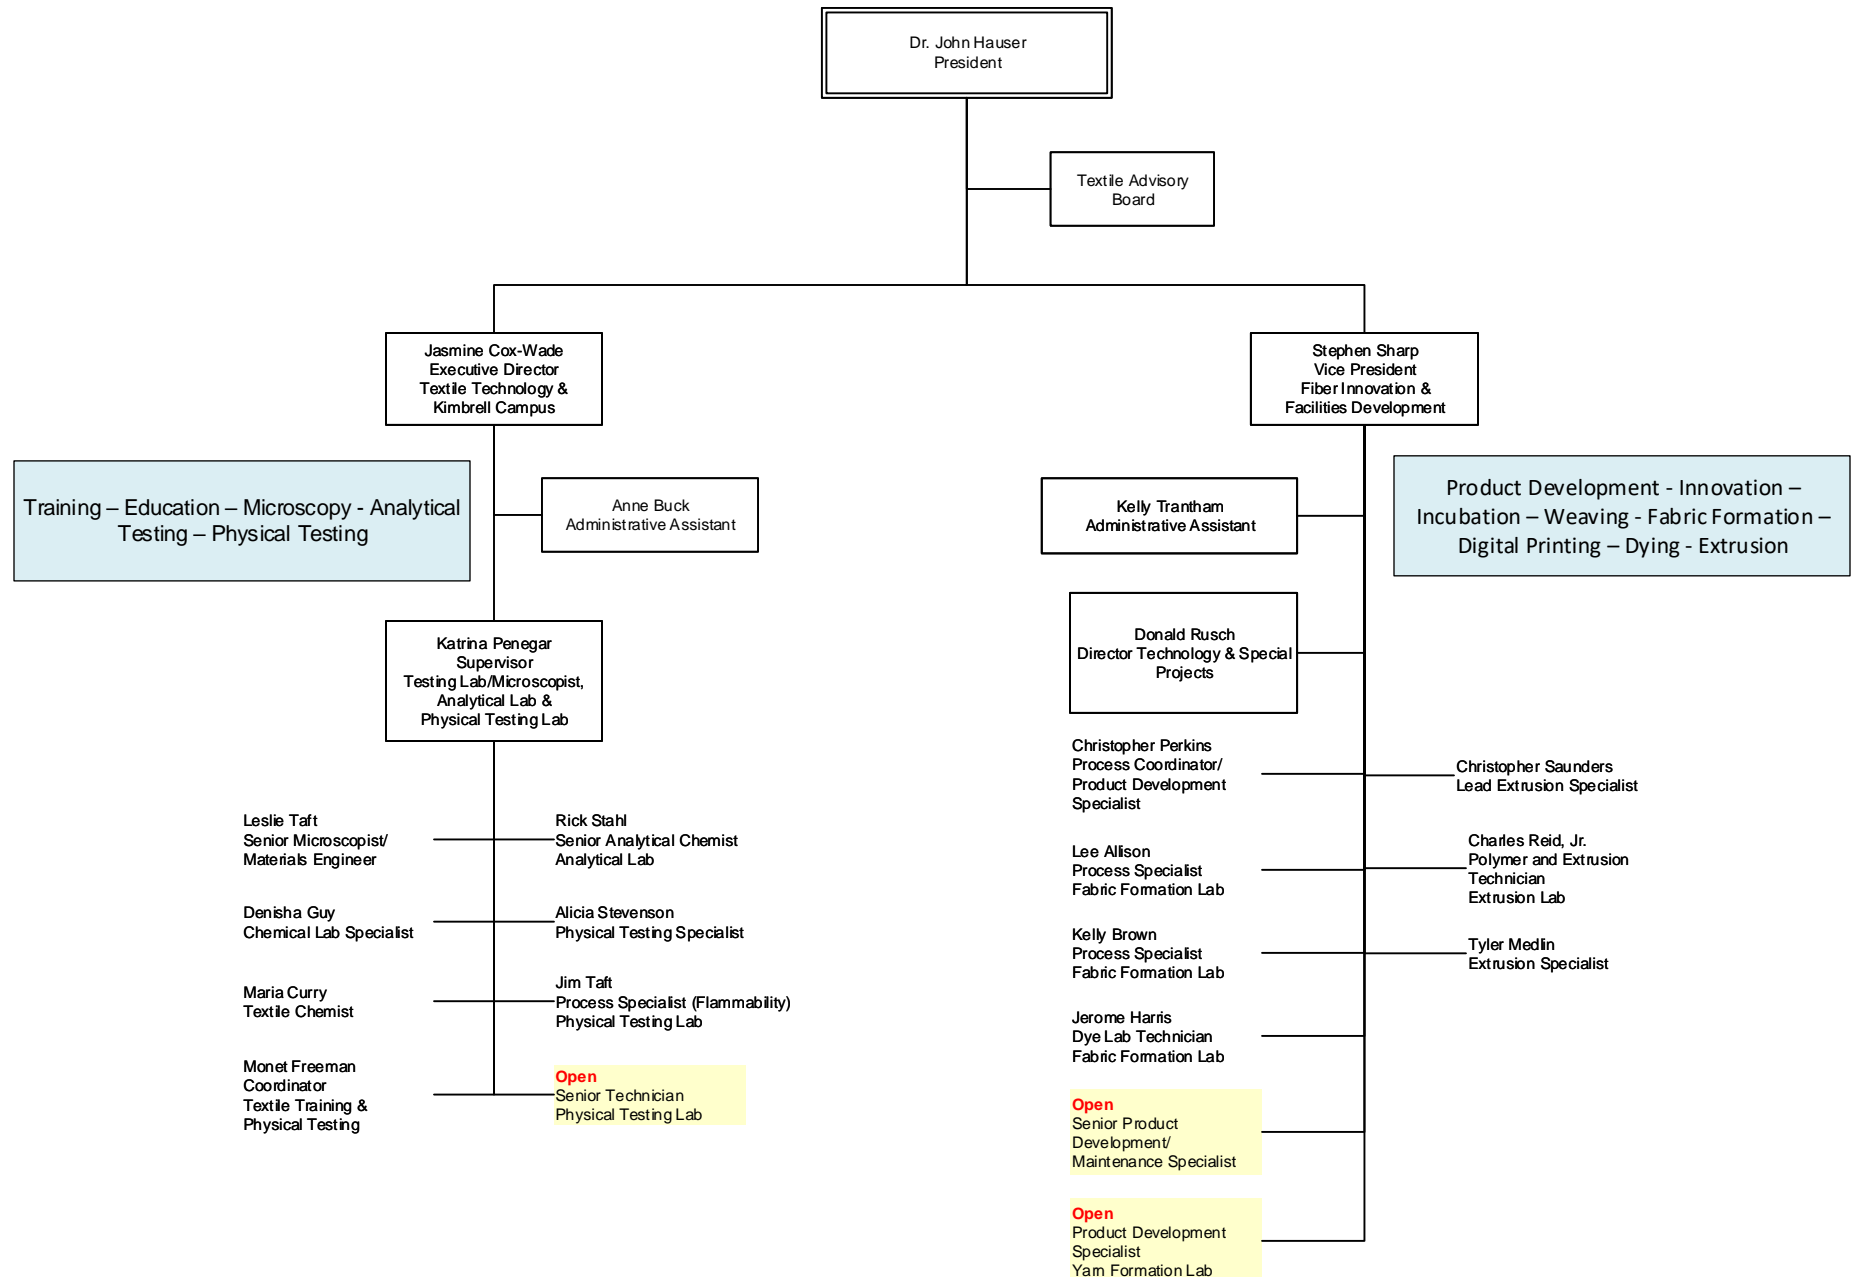 Dr. John Hauser
President
Textile Advisory
Board
Jasmine Cox-Wade
Executive Director
Textile Technology &
Kimbrell Campus
Stephen Sharp
Vice President
Fiber Innovation &
Facilities Development
Training – Education – Microscopy - Analytical
Testing – Physical Testing
Anne Buck
Administrative Assistant
Kelly Trantham
Administrative Assistant
Product Development - Innovation –
Incubation – Weaving - Fabric Formation –
Digital Printing – Dying - Extrusion
Katrina Penegar
Supervisor
Testing Lab/Microscopist,
Analytical Lab &
Physical Testing Lab
Donald Rusch
Director Technology & Special
Projects
Leslie Taft
Senior Microscopist/
Materials Engineer
Rick Stahl
Senior Analytical Chemist
Analytical Lab
Denisha Guy
Chemical Lab Specialist
Alicia Stevenson
Physical Testing Specialist
Maria Curry
Textile Chemist
Jim Taft
Process Specialist (Flammability)
Physical Testing Lab
Monet Freeman
Coordinator
Textile Training &
Physical Testing
Open
Senior Technician
Physical Testing Lab
Christopher Perkins
Process Coordinator/
Product Development
Specialist
Christopher Saunders
Lead Extrusion Specialist
Lee Allison
Process Specialist
Fabric Formation Lab
Charles Reid, Jr.
Polymer and Extrusion
Technician
Extrusion Lab
Kelly Brown
Process Specialist
Fabric Formation Lab
Tyler Medlin
Extrusion Specialist
Jerome Harris
Dye Lab Technician
Fabric Formation Lab
Open
Senior Product
Development/
Maintenance Specialist
Open
Product Development
Specialist
Yarn Formation Lab